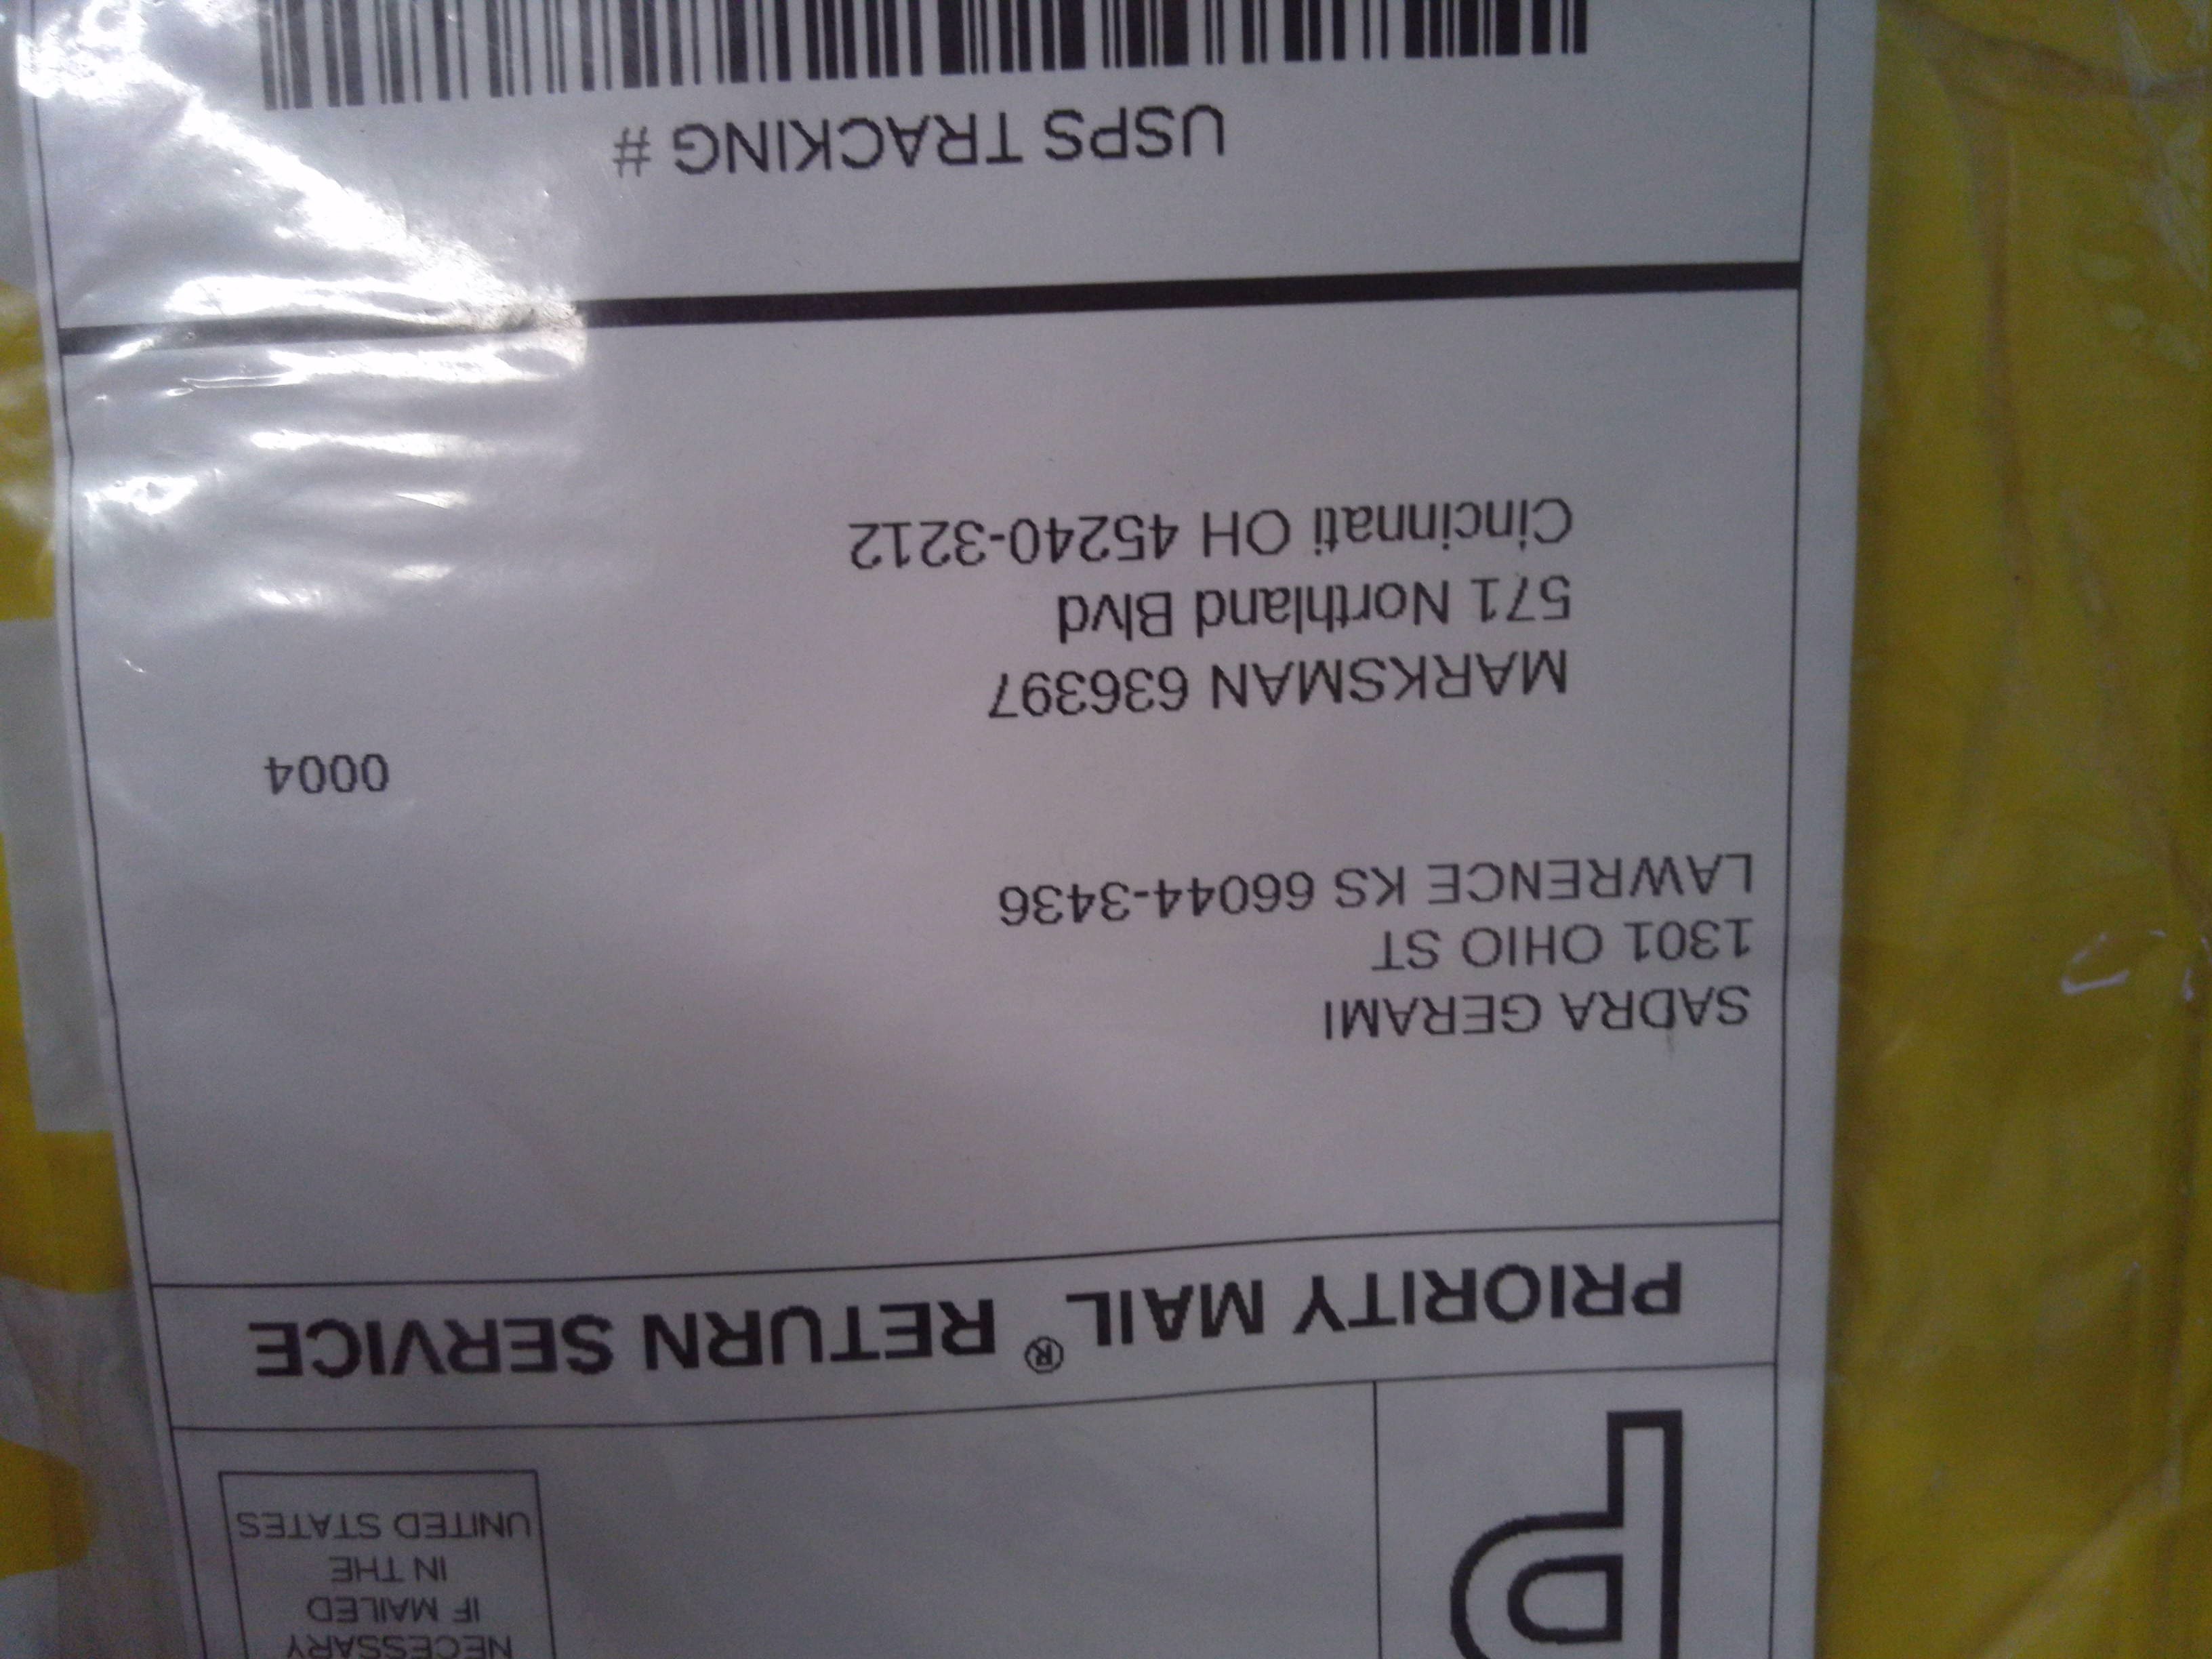 P
NECESSARY
IF MAILED
IN THE
UNITED STATES
PRIORITY MAIL® RETURN SERVICE
SADRA GERAMI
1301 OHIO ST
LAWRENCE KS 66044-3436
0004
MARKSMAN 636397
571 Northland Blvd
Cincinnati OH 45240-3212
USPS TRACKING #